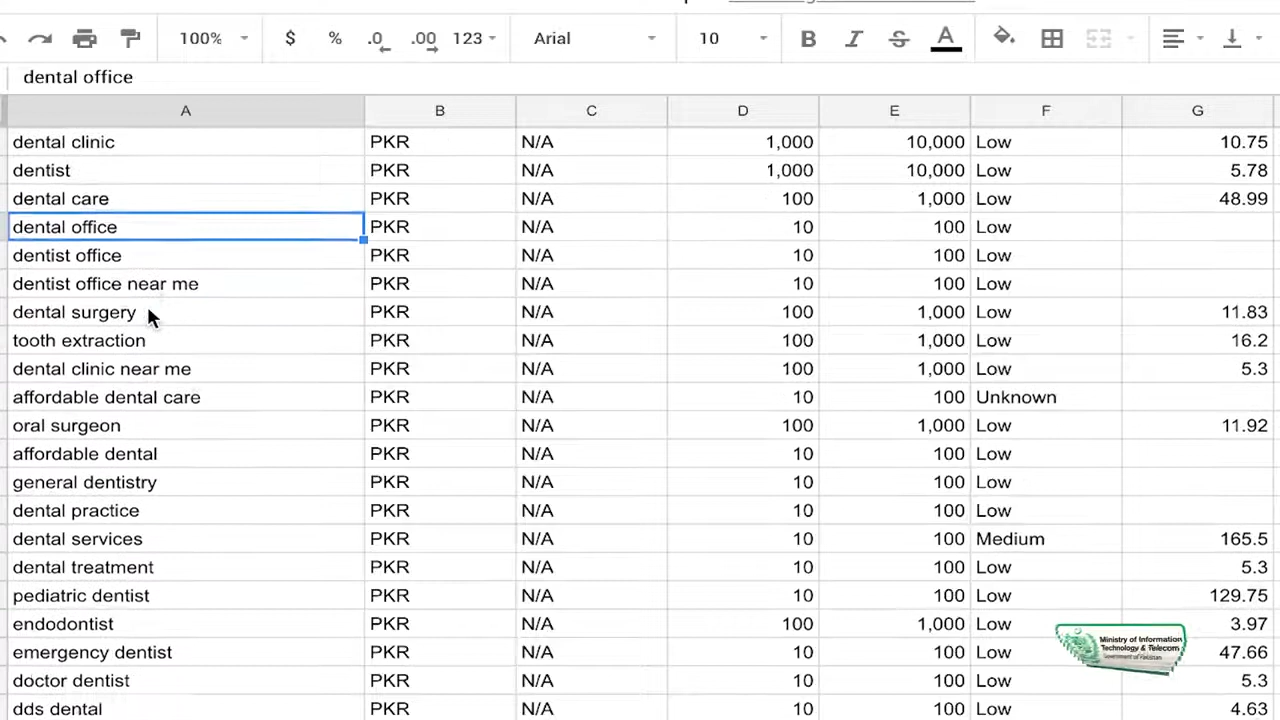 100% $ % .0 .00 123 Arial 10 B I S A
dental office
A B C D E F G
dental clinic PKR N/A 1,000 10,000 Low 10.75
dentist PKR N/A 1,000 10,000 Low 5.78
dental care PKR N/A 100 1,000 Low 48.99
dental office PKR N/A 10 100 Low
dentist office PKR N/A 10 100 Low
dentist office near me PKR N/A 10 100 Low
dental surgery PKR N/A 100 1,000 Low 11.83
tooth extraction PKR N/A 100 1,000 Low 16.2
dental clinic near me PKR N/A 100 1,000 Low 5.3
affordable dental care PKR N/A 10 100 Unknown
oral surgeon PKR N/A 100 1,000 Low 11.92
affordable dental PKR N/A 10 100 Low
general dentistry PKR N/A 10 100 Low
dental practice PKR N/A 10 100 Low
dental services PKR N/A 10 100 Medium 165.5
dental treatment PKR N/A 10 100 Low 5.3
pediatric dentist PKR N/A 10 100 Low 129.75
endodontist PKR N/A 100 1,000 Low 3.97
emergency dentist PKR N/A 10 100 Low 47.66
doctor dentist PKR N/A 10 100 Low 5.3
dds dental PKR N/A 10 100 Low 4.63
Ministry of Information
Technology & Telecom
Government of Pakistan